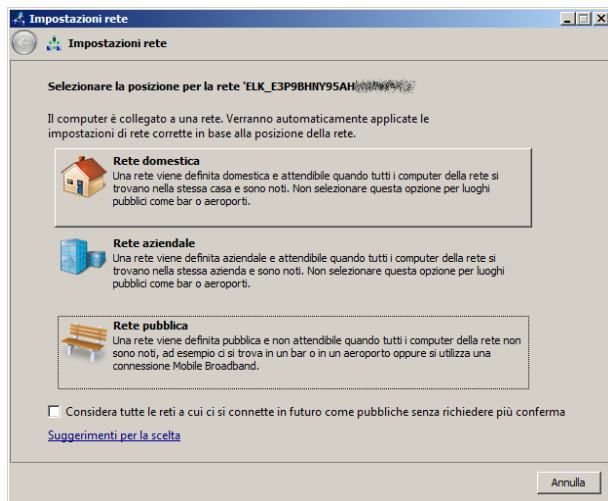 Impostazioni rete
Impostazioni rete
Selezionare la posizione per la rete 'ELK_E3P9BHNY95AH
Il computer è collegato a una rete. Verranno automaticamente applicate le
impostazioni di rete corrette in base alla posizione della rete.
Rete domestica
Una rete viene definita domestica e attendibile quando tutti i computer della rete si
trovano nella stessa casa e sono noti. Non selezionare questa opzione per luoghi
pubblici come bar o aeroporti.
Rete aziendale
Una rete viene definita aziendale e attendibile quando tutti i computer della rete si
trovano nella stessa azienda e sono noti. Non selezionare questa opzione per luoghi
pubblici come bar o aeroporti.
Rete pubblica
Una rete viene definita pubblica e non attendibile quando tutti i computer della rete non
sono noti, ad esempio ci si trova in un bar o in un aeroporto oppure si utilizza una
connessione Mobile Broadband.
Considera tutte le reti a cui ci si connette in futuro come pubbliche senza richiedere più conferma
Suggerimenti per la scelta
Annulla